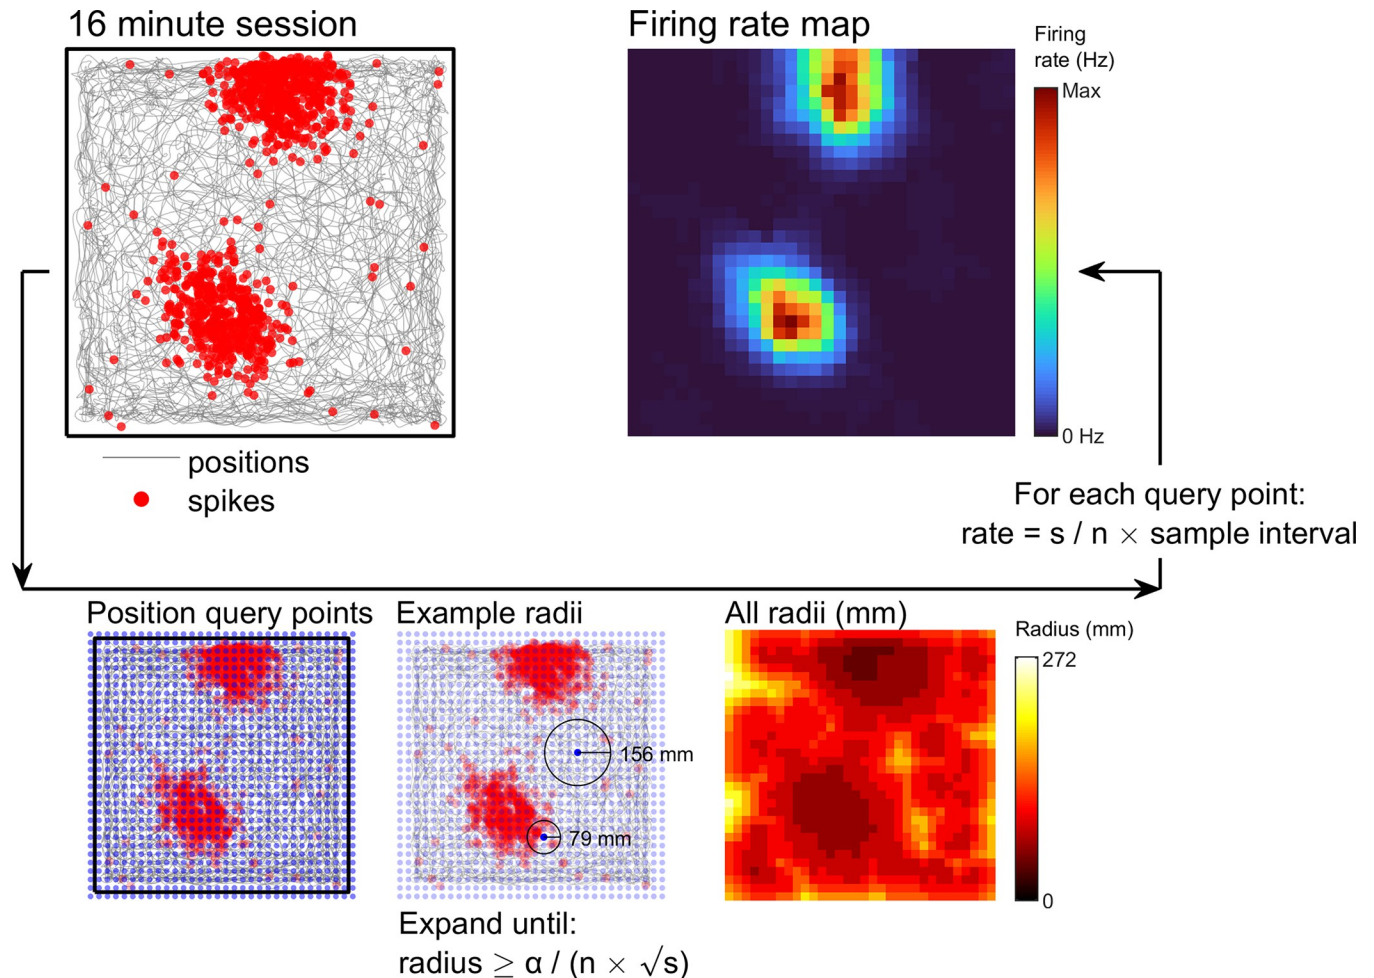 16 minute session
Firing rate map
Firing
rate (Hz)
Max
0 Hz
positions
spikes
For each query point:
rate = s / n × sample interval
Position query points
Example radii
All radii (mm)
Radius (mm)
272
0
156 mm
79 mm
Expand until:
radius ≥ α / (n × √s)